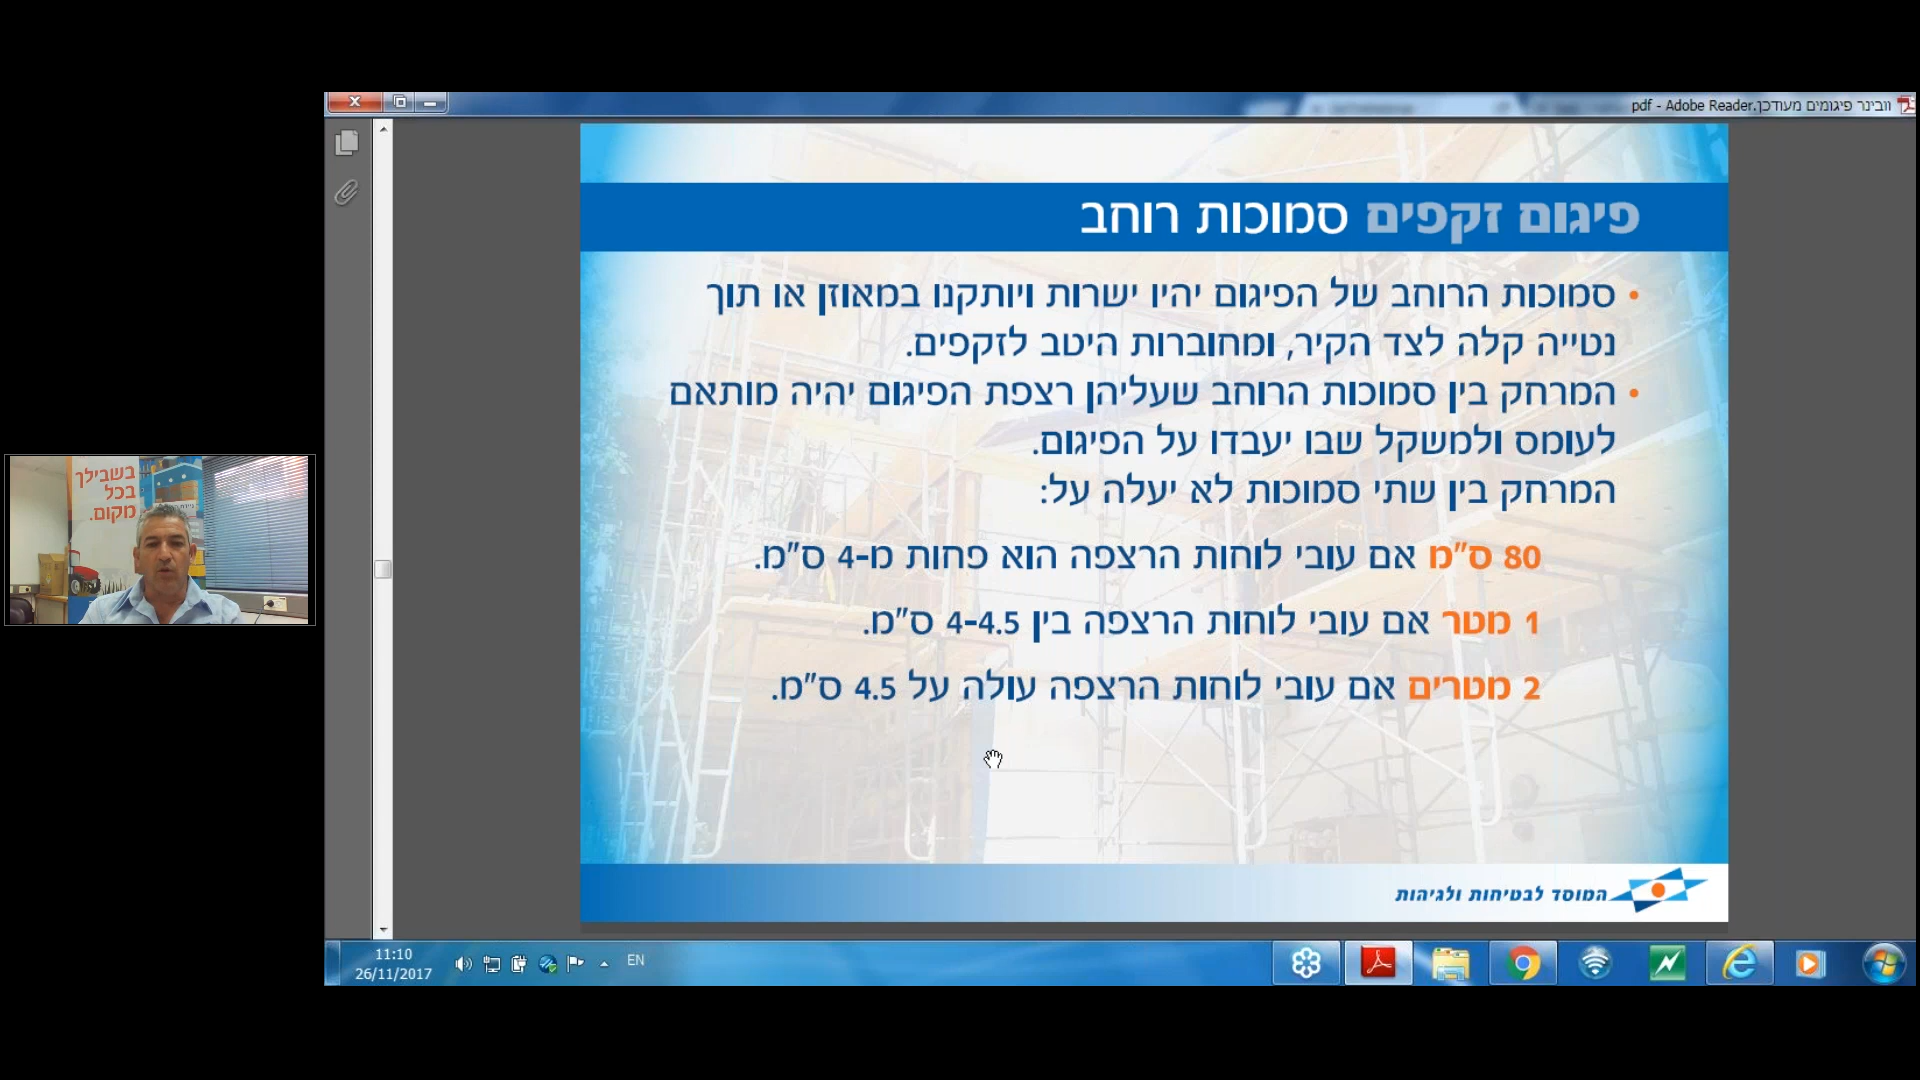 וובינר פיגומים מעודכן.pdf - Adobe Reader
פיגום זקפים סמוכות רוחב
• סמוכות הרוחב של הפיגום יהיו ישרות ויותקנו במאוזן או תוך
נטייה קלה לצד הקיר, ומחוברות היטב לזקפים.
• המרחק בין סמוכות הרוחב שעליהן רצפת הפיגום יהיה מותאם
לעומס ולמשקל שבו יעבדו על הפיגום.
המרחק בין שתי סמוכות לא יעלה על:
80 ס"מ אם עובי לוחות הרצפה הוא פחות מ-4 ס"מ.
1 מטר אם עובי לוחות הרצפה בין 4-4.5 ס"מ.
2 מטרים אם עובי לוחות הרצפה עולה על 4.5 ס"מ.
המוסד לבטיחות ולגיהות
בשבילך
בכל
מקום.
EN
11:10
26/11/2017